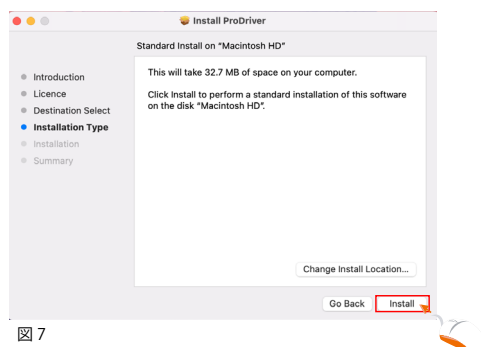 Install ProDriver
Standard Install on “Macintosh HD”
Introduction
Licence
Destination Select
Installation Type
Installation
Summary
This will take 32.7 MB of space on your computer.
Click Install to perform a standard installation of this software
on the disk “Macintosh HD”.
Change Install Location...
Go Back
Install
図 7